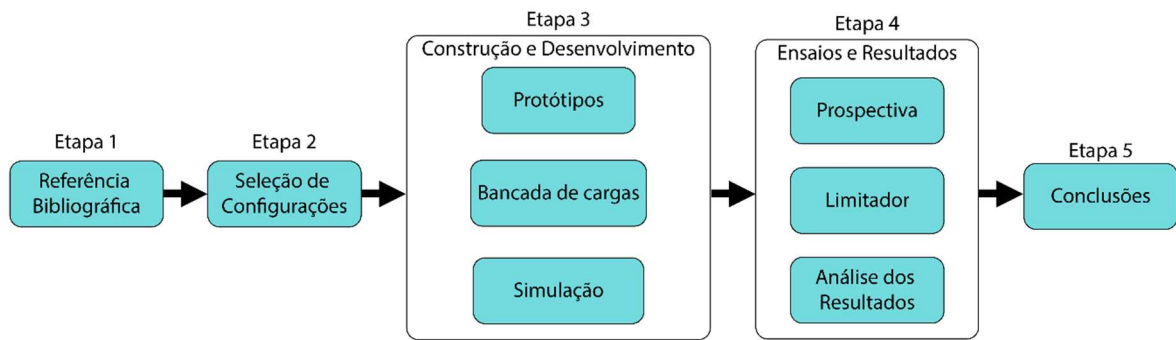 Etapa 1
Referência
Bibliográfica
Etapa 2
Seleção de
Configurações
Etapa 3
Construção e Desenvolvimento
Protótipos
Bancada de cargas
Simulação
Etapa 4
Ensaios e Resultados
Prospectiva
Limitador
Análise dos
Resultados
Etapa 5
Conclusões